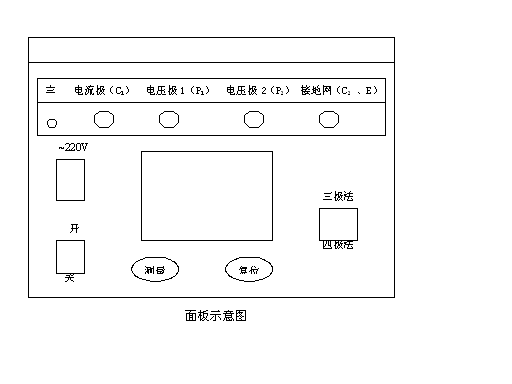 电流极（C₂） 电压极1（P₁） 电压极2（P₂） 接地网（C₁、E）
~220V
三极法
开
四极法
测量 复位
关
面板示意图